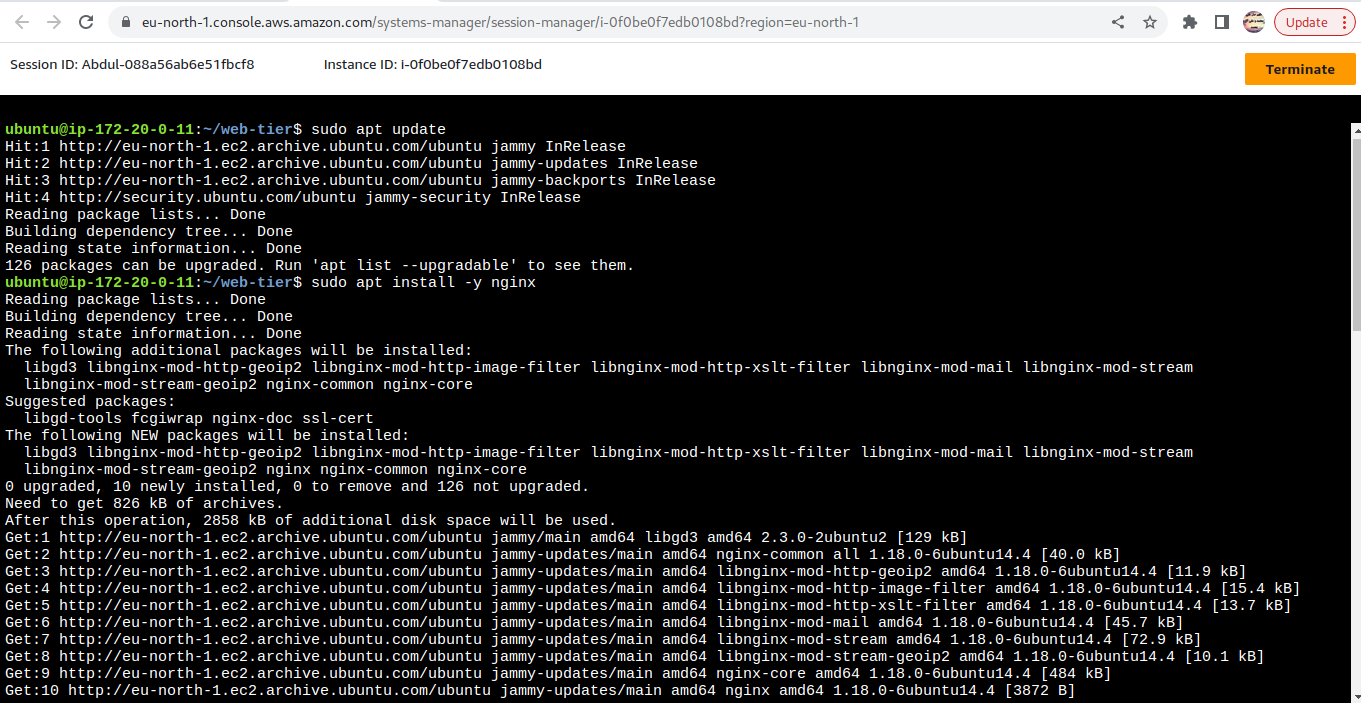 eu-north-1.console.aws.amazon.com/systems-manager/session-manager/i-0f0be0f7edb0108bd?region=eu-north-1
Update
Session ID: Abdul-088a56ab6e51fbcf8 Instance ID: i-0f0be0f7edb0108bd
Terminate
ubuntu@ip-172-20-0-11:~/web-tier$ sudo apt update
Hit:1 http://eu-north-1.ec2.archive.ubuntu.com/ubuntu jammy InRelease
Hit:2 http://eu-north-1.ec2.archive.ubuntu.com/ubuntu jammy-updates InRelease
Hit:3 http://eu-north-1.ec2.archive.ubuntu.com/ubuntu jammy-backports InRelease
Hit:4 http://security.ubuntu.com/ubuntu jammy-security InRelease
Reading package lists... Done
Building dependency tree... Done
Reading state information... Done
126 packages can be upgraded. Run 'apt list --upgradable' to see them.
ubuntu@ip-172-20-0-11:~/web-tier$ sudo apt install -y nginx
Reading package lists... Done
Building dependency tree... Done
Reading state information... Done
The following additional packages will be installed:
  libgd3 libnginx-mod-http-geoip2 libnginx-mod-http-image-filter libnginx-mod-http-xslt-filter libnginx-mod-mail libnginx-mod-stream
  libnginx-mod-stream-geoip2 nginx-common nginx-core
Suggested packages:
  libgd-tools fcgiwrap nginx-doc ssl-cert
The following NEW packages will be installed:
  libgd3 libnginx-mod-http-geoip2 libnginx-mod-http-image-filter libnginx-mod-http-xslt-filter libnginx-mod-mail libnginx-mod-stream
  libnginx-mod-stream-geoip2 nginx nginx-common nginx-core
0 upgraded, 10 newly installed, 0 to remove and 126 not upgraded.
Need to get 826 kB of archives.
After this operation, 2858 kB of additional disk space will be used.
Get:1 http://eu-north-1.ec2.archive.ubuntu.com/ubuntu jammy/main amd64 libgd3 amd64 2.3.0-2ubuntu2 [129 kB]
Get:2 http://eu-north-1.ec2.archive.ubuntu.com/ubuntu jammy-updates/main amd64 nginx-common all 1.18.0-6ubuntu14.4 [40.0 kB]
Get:3 http://eu-north-1.ec2.archive.ubuntu.com/ubuntu jammy-updates/main amd64 libnginx-mod-http-geoip2 amd64 1.18.0-6ubuntu14.4 [11.9 kB]
Get:4 http://eu-north-1.ec2.archive.ubuntu.com/ubuntu jammy-updates/main amd64 libnginx-mod-http-image-filter amd64 1.18.0-6ubuntu14.4 [15.4 kB]
Get:5 http://eu-north-1.ec2.archive.ubuntu.com/ubuntu jammy-updates/main amd64 libnginx-mod-http-xslt-filter amd64 1.18.0-6ubuntu14.4 [13.7 kB]
Get:6 http://eu-north-1.ec2.archive.ubuntu.com/ubuntu jammy-updates/main amd64 libnginx-mod-mail amd64 1.18.0-6ubuntu14.4 [45.7 kB]
Get:7 http://eu-north-1.ec2.archive.ubuntu.com/ubuntu jammy-updates/main amd64 libnginx-mod-stream amd64 1.18.0-6ubuntu14.4 [72.9 kB]
Get:8 http://eu-north-1.ec2.archive.ubuntu.com/ubuntu jammy-updates/main amd64 libnginx-mod-stream-geoip2 amd64 1.18.0-6ubuntu14.4 [10.1 kB]
Get:9 http://eu-north-1.ec2.archive.ubuntu.com/ubuntu jammy-updates/main amd64 nginx-core amd64 1.18.0-6ubuntu14.4 [484 kB]
Get:10 http://eu-north-1.ec2.archive.ubuntu.com/ubuntu jammy-updates/main amd64 nginx amd64 1.18.0-6ubuntu14.4 [3872 B]